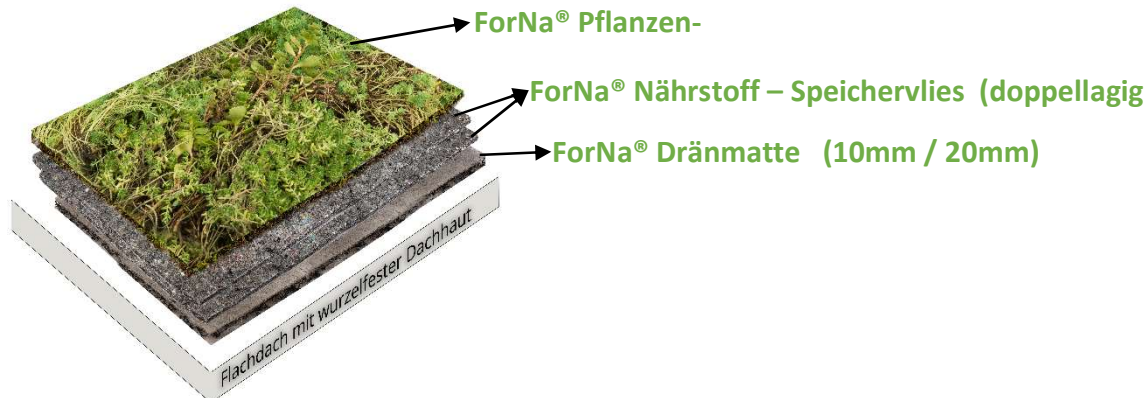 ForNa® Pflanzen-
ForNa® Nährstoff – Speichervlies (doppellagig
ForNa® Dränmatte (10mm / 20mm)
Flachdach mit wurzelfester Dachhaut